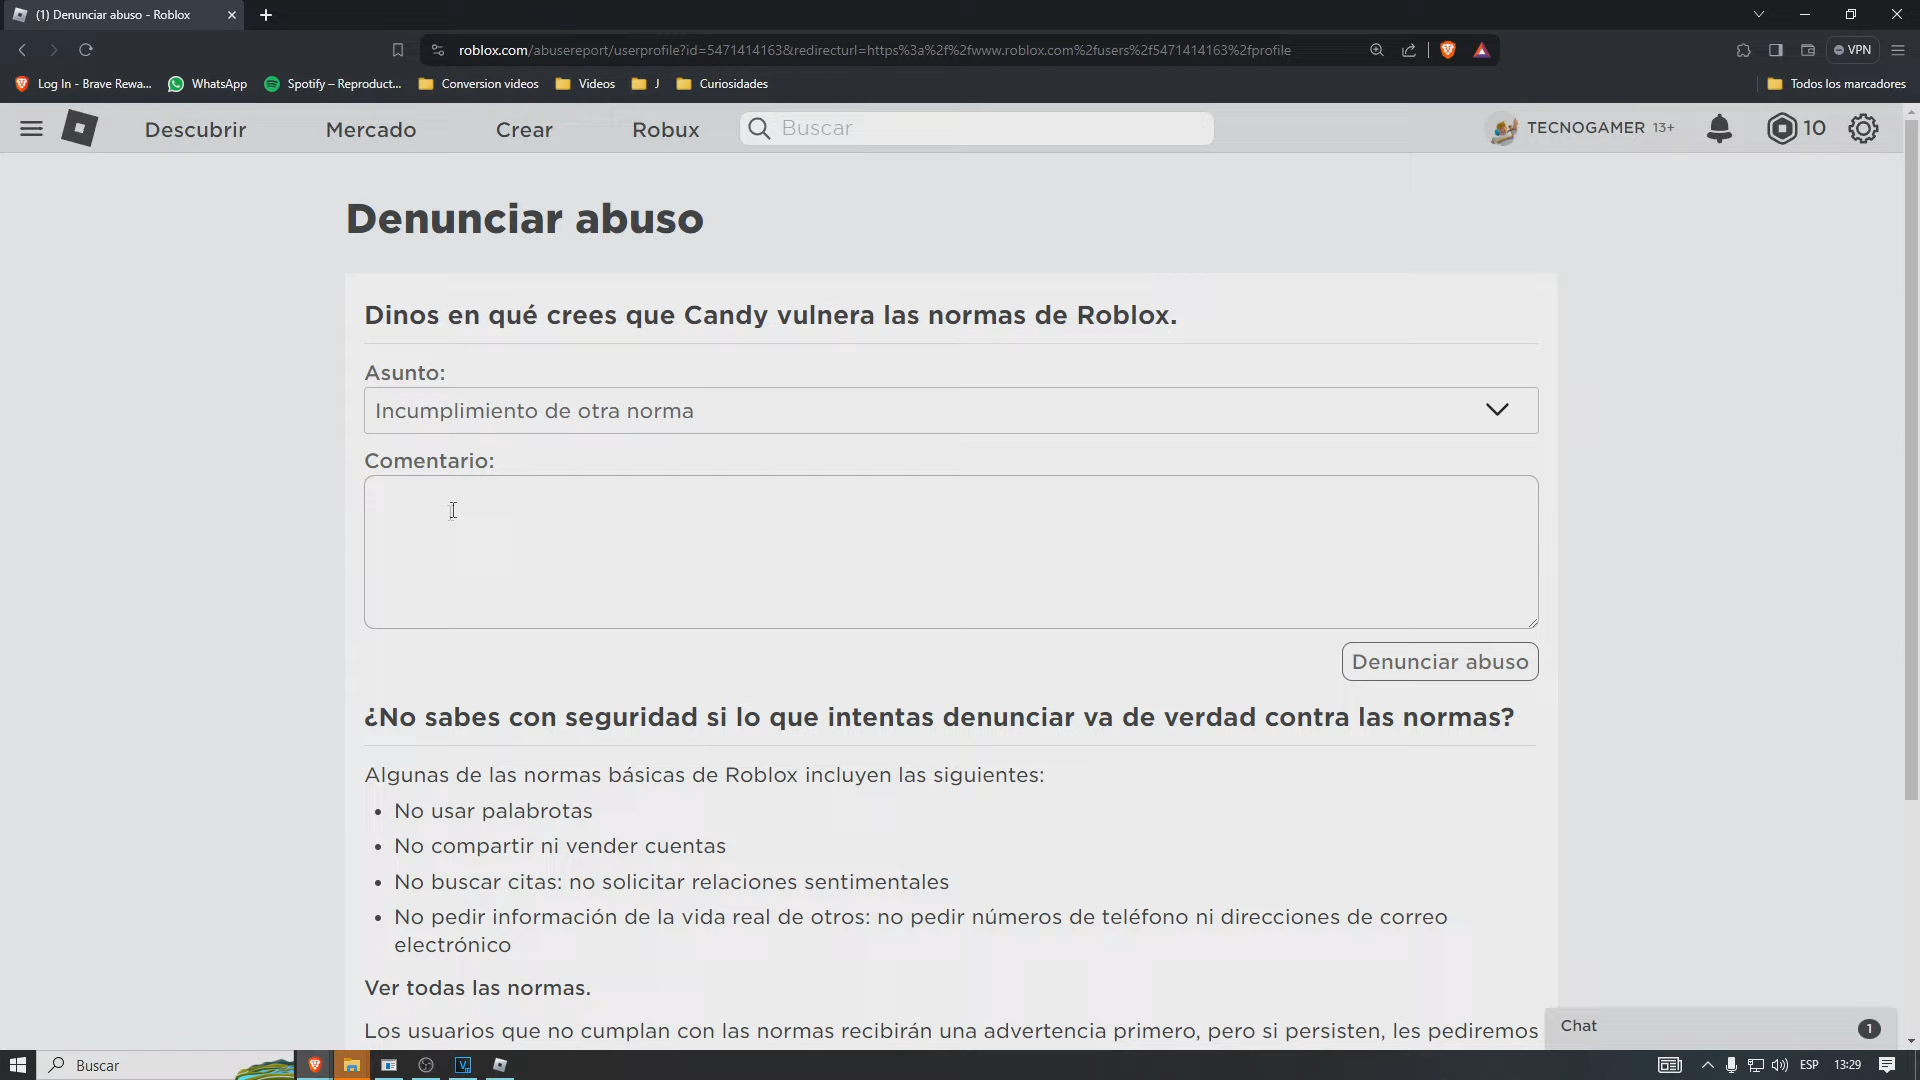 (1) Denunciar abuso - Roblox
roblox.com/abusereport/userprofile?id=5471414163&redirecturl=https%3a%2f%2fwww.roblox.com%2fusers%2f5471414163%2fprofile
VPN
Log In - Brave Rewa...
WhatsApp
Spotify – Reproduct...
Conversion videos
Videos
J
Curiosidades
Todos los marcadores
Descubrir
Mercado
Crear
Robux
Buscar
TECNOGAMER 13+
10
Denunciar abuso
Dinos en qué crees que Candy vulnera las normas de Roblox.
Asunto:
Incumplimiento de otra norma
Comentario:
Denunciar abuso
¿No sabes con seguridad si lo que intentas denunciar va de verdad contra las normas?
Algunas de las normas básicas de Roblox incluyen las siguientes:
• No usar palabrotas
• No compartir ni vender cuentas
• No buscar citas: no solicitar relaciones sentimentales
• No pedir información de la vida real de otros: no pedir números de teléfono ni direcciones de correo
electrónico
Ver todas las normas.
Los usuarios que no cumplan con las normas recibirán una advertencia primero, pero si persisten, les pediremos
Chat
1
Buscar
ESP
13:29